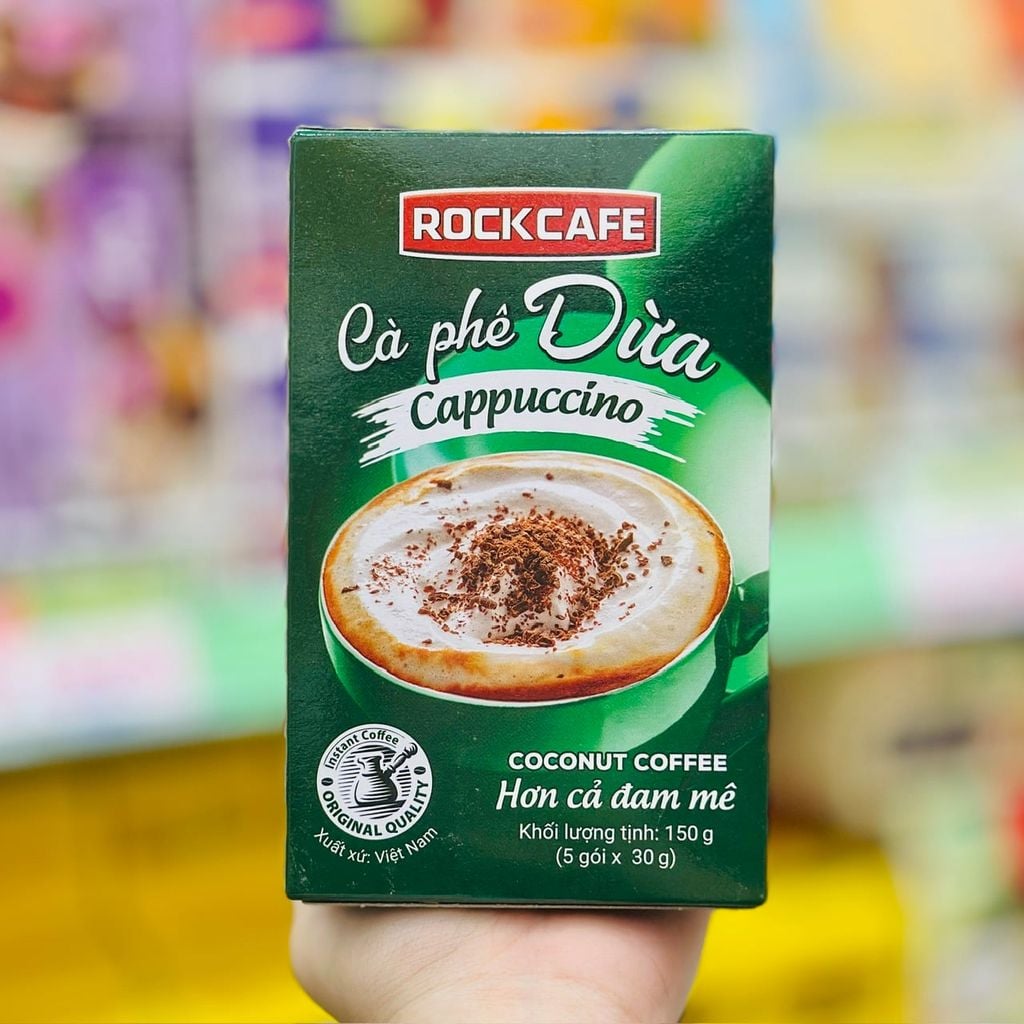 ROCKCAFE
Cà phê Dừa
Cappuccino
Instant Coffee
ORIGINAL QUALITY
Xuất xứ: Việt Nam
COCONUT COFFEE
Hơn cả đam mê
Khối lượng tịnh: 150 g
(5 gói x 30 g)